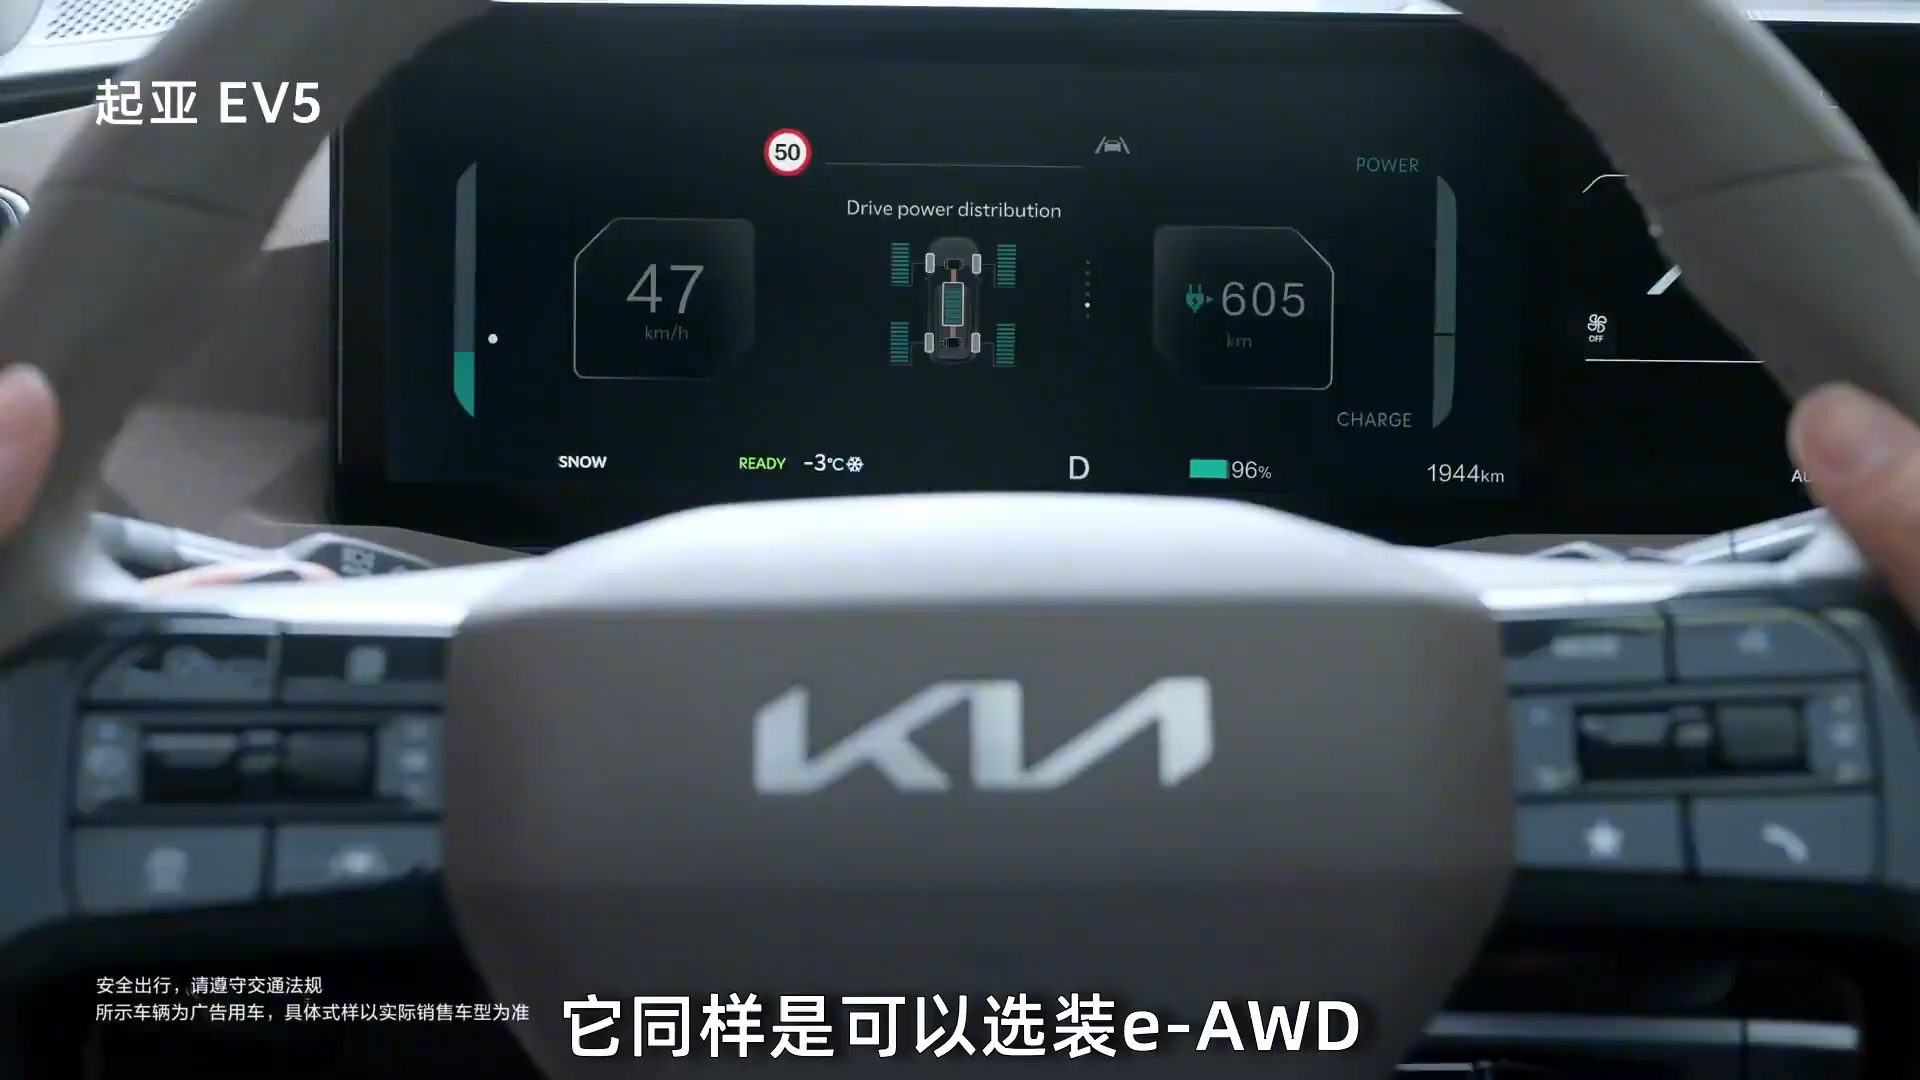 起亚 EV5
50
POWER
Drive power distribution
47
km/h
605
km
OFF
CHARGE
SNOW
READY
-3℃
D
96%
1944km
KIA
安全出行，请遵守交通法规
所示车辆为广告用车，具体式样以实际销售车型为准
它同样是可以选装e-AWD